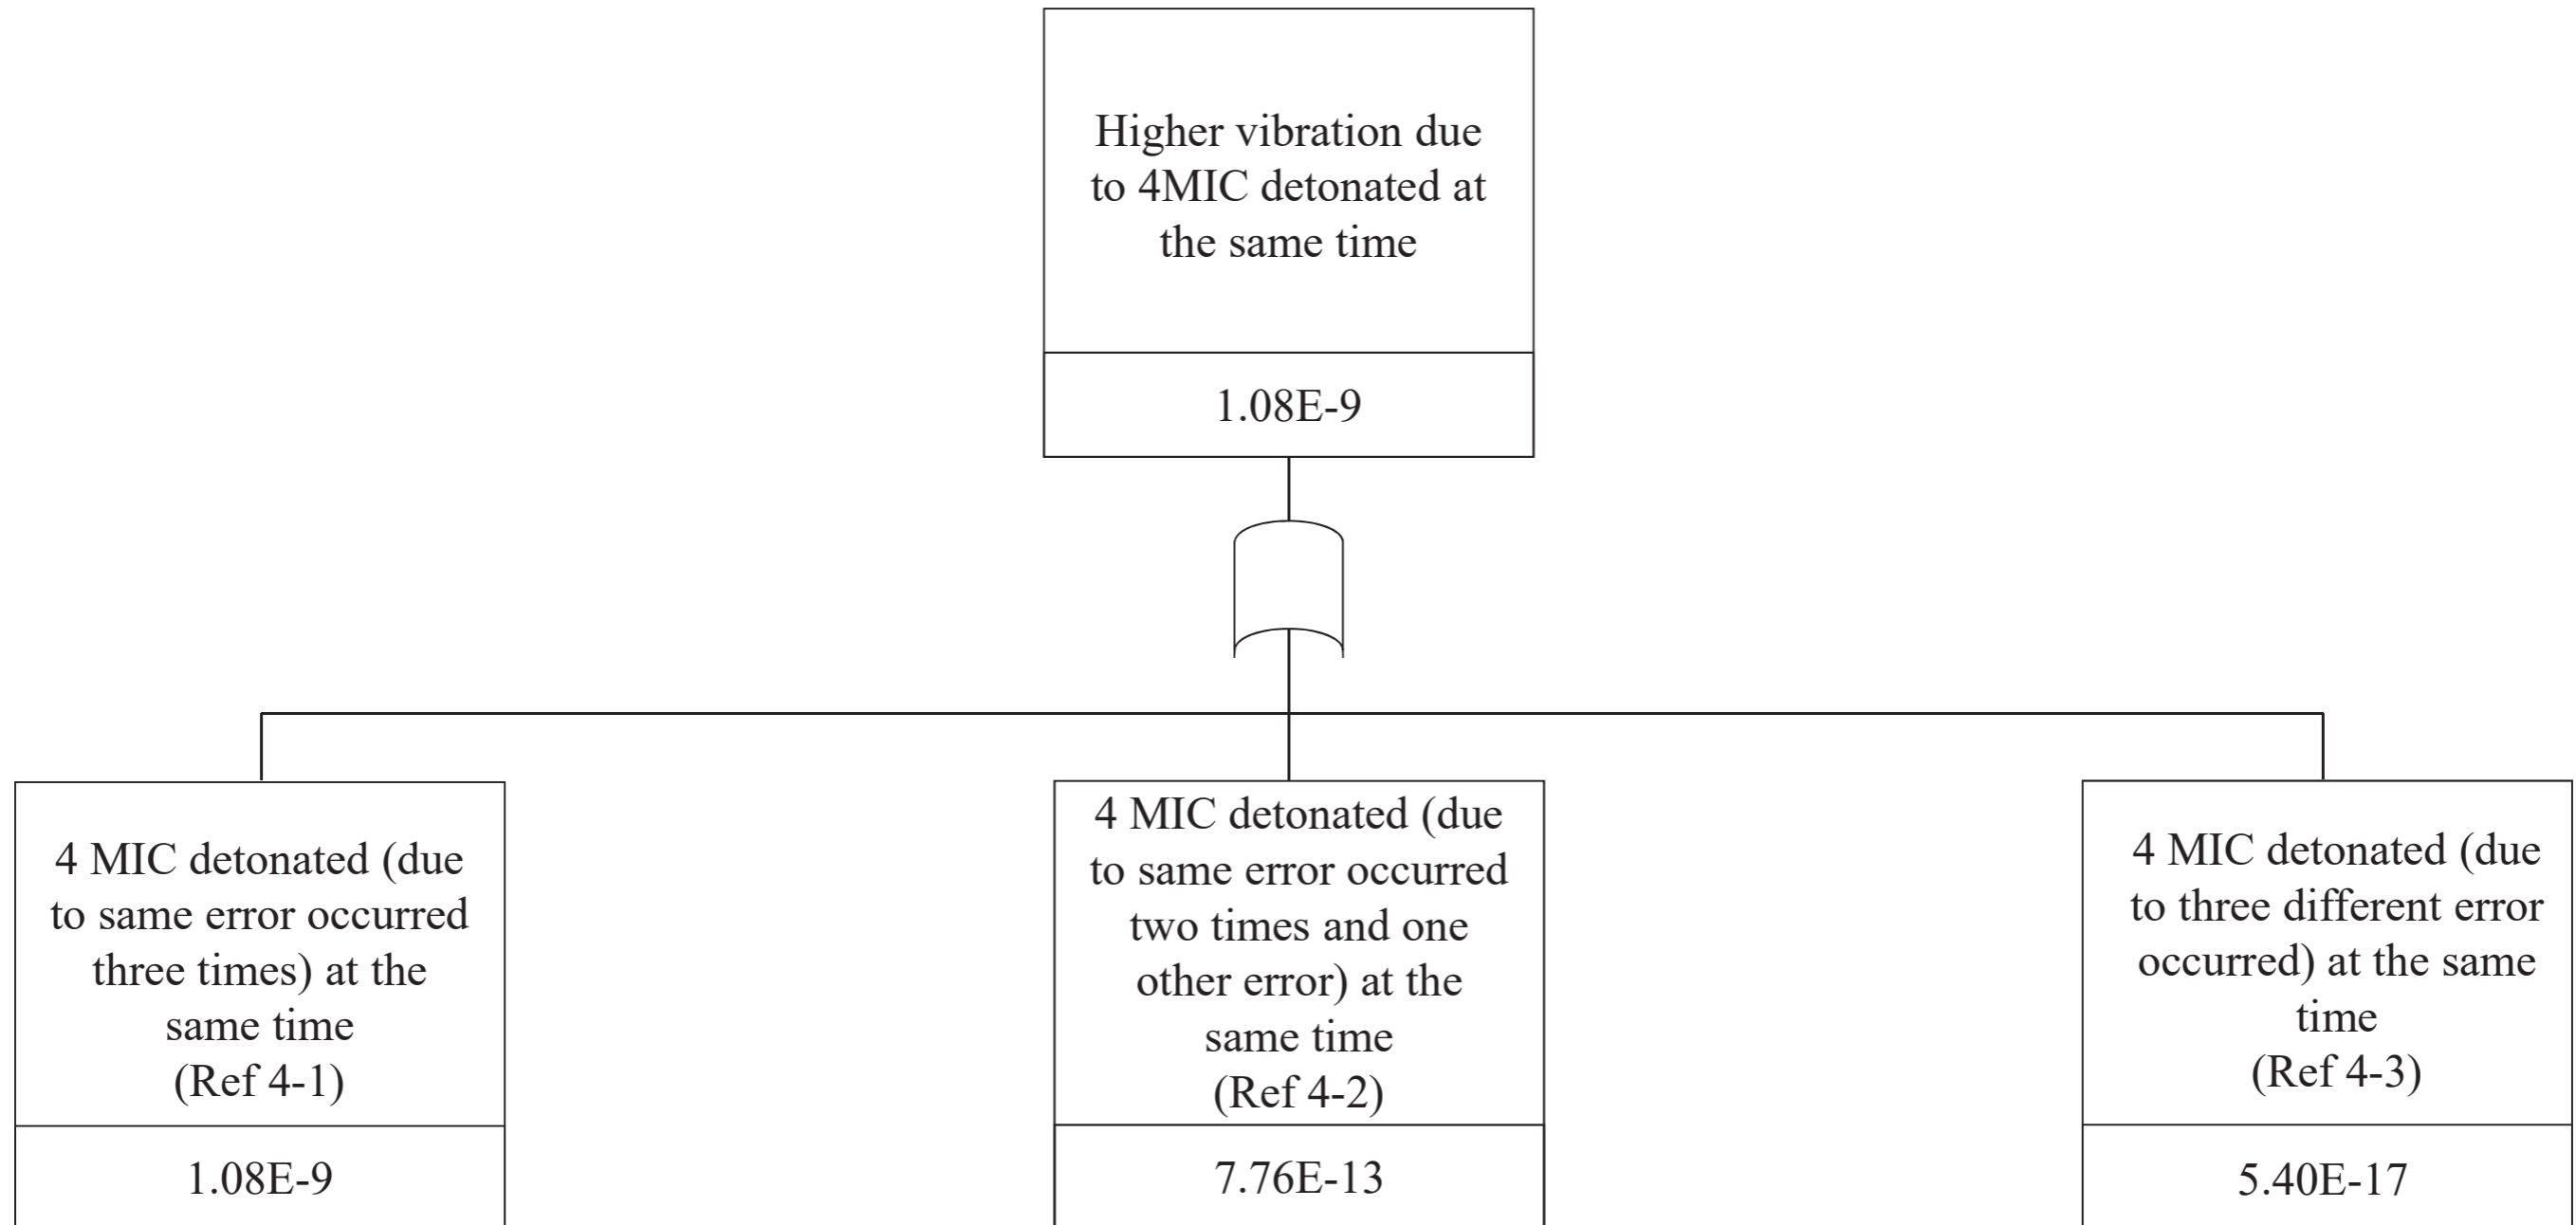 Higher vibration due
to 4MIC detonated at
the same time
1.08E-9
4 MIC detonated (due
to same error occurred
three times) at the
same time
(Ref 4-1)
1.08E-9
4 MIC detonated (due
to same error occurred
two times and one
other error) at the
same time
(Ref 4-2)
7.76E-13
4 MIC detonated (due
to three different error
occurred) at the same
time
(Ref 4-3)
5.40E-17